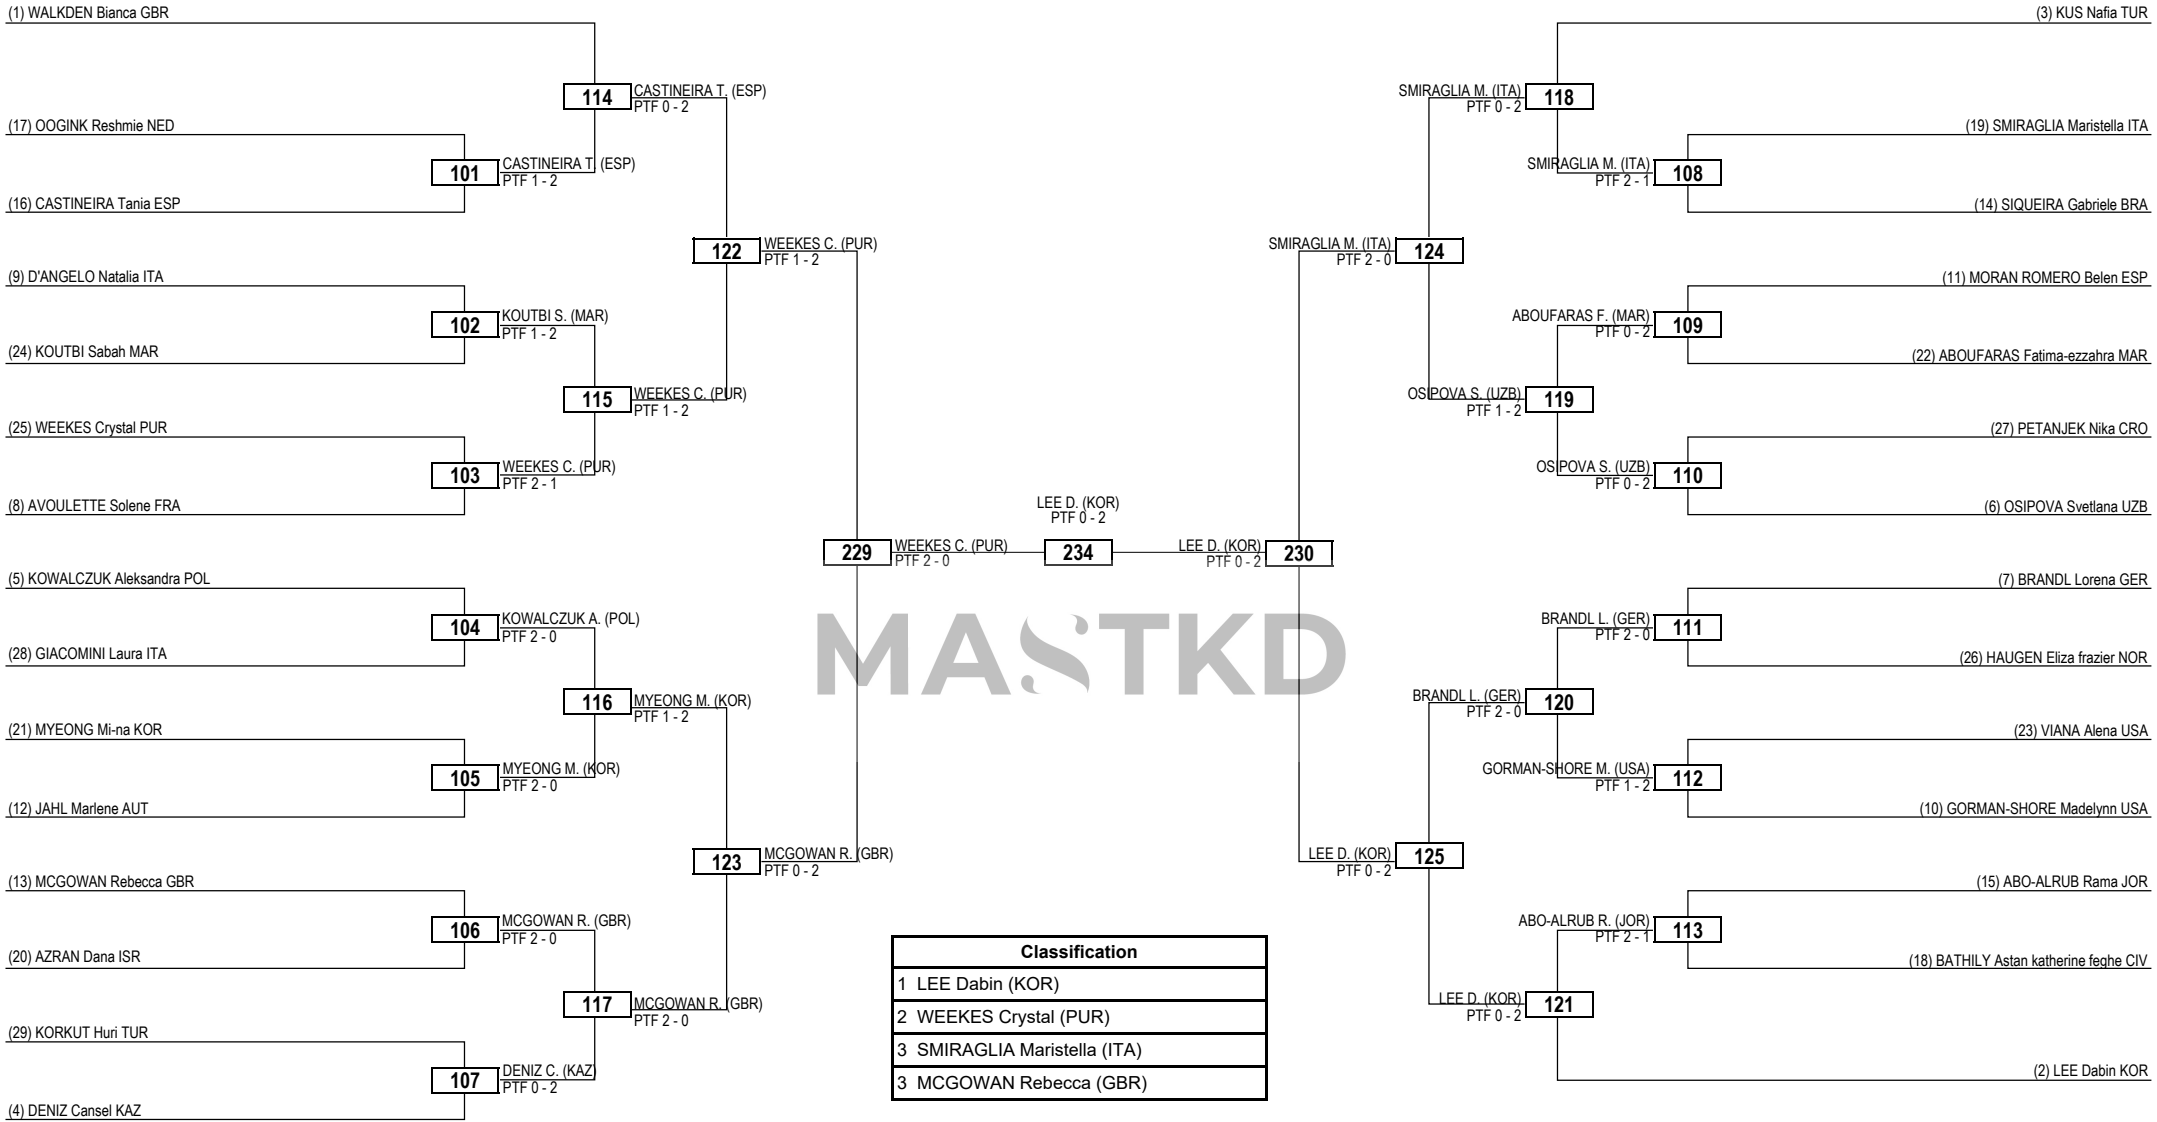 (1) WALKDEN Bianca GBR
114
CASTINEIRA T. (ESP)
PTF 0 - 2
(17) OOGINK Reshmie NED
101
CASTINEIRA T. (ESP)
PTF 1 - 2
(16) CASTINEIRA Tania ESP
122
WEEKES C. (PUR)
PTF 1 - 2
(9) D'ANGELO Natalia ITA
102
KOUTBI S. (MAR)
PTF 1 - 2
(24) KOUTBI Sabah MAR
115
WEEKES C. (PUR)
PTF 1 - 2
(25) WEEKES Crystal PUR
103
WEEKES C. (PUR)
PTF 2 - 1
(8) AVOULETTE Solene FRA
229
WEEKES C. (PUR)
PTF 2 - 0
(5) KOWALCZUK Aleksandra POL
104
KOWALCZUK A. (POL)
PTF 2 - 0
(28) GIACOMINI Laura ITA
116
MYEONG M. (KOR)
PTF 1 - 2
(21) MYEONG Mi-na KOR
105
MYEONG M. (KOR)
PTF 2 - 0
(12) JAHL Marlene AUT
123
MCGOWAN R. (GBR)
PTF 0 - 2
(13) MCGOWAN Rebecca GBR
106
MCGOWAN R. (GBR)
PTF 2 - 0
(20) AZRAN Dana ISR
117
MCGOWAN R. (GBR)
PTF 2 - 0
(29) KORKUT Huri TUR
107
DENIZ C. (KAZ)
PTF 0 - 2
(4) DENIZ Cansel KAZ
LEE D. (KOR)
PTF 0 - 2
234
MASTKD
Classification
1 LEE Dabin (KOR)
2 WEEKES Crystal (PUR)
3 SMIRAGLIA Maristella (ITA)
3 MCGOWAN Rebecca (GBR)
(3) KUS Nafia TUR
SMIRAGLIA M. (ITA)
PTF 0 - 2
118
(19) SMIRAGLIA Maristella ITA
SMIRAGLIA M. (ITA)
PTF 2 - 1
108
(14) SIQUEIRA Gabriele BRA
SMIRAGLIA M. (ITA)
PTF 2 - 0
124
(11) MORAN ROMERO Belen ESP
ABOUFARAS F. (MAR)
PTF 0 - 2
109
(22) ABOUFARAS Fatima-ezzahra MAR
OSIPOVA S. (UZB)
PTF 1 - 2
119
(27) PETANJEK Nika CRO
OSIPOVA S. (UZB)
PTF 0 - 2
110
(6) OSIPOVA Svetlana UZB
LEE D. (KOR)
PTF 0 - 2
230
(7) BRANDL Lorena GER
BRANDL L. (GER)
PTF 2 - 0
111
(26) HAUGEN Eliza frazier NOR
BRANDL L. (GER)
PTF 2 - 0
120
(23) VIANA Alena USA
GORMAN-SHORE M. (USA)
PTF 1 - 2
112
(10) GORMAN-SHORE Madelynn USA
LEE D. (KOR)
PTF 0 - 2
125
(15) ABO-ALRUB Rama JOR
ABO-ALRUB R. (JOR)
PTF 2 - 1
113
(18) BATHILY Astan katherine feghe CIV
LEE D. (KOR)
PTF 0 - 2
121
(2) LEE Dabin KOR